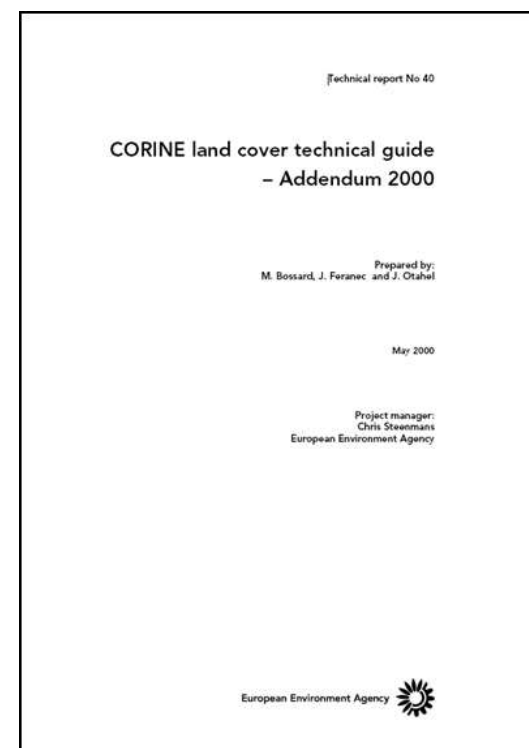 Technical report No 40
CORINE land cover technical guide
– Addendum 2000
Prepared by:
M. Bossard, J. Feranec and J. Otahel
May 2000
Project manager:
Chris Steenmans
European Environment Agency
European Environment Agency